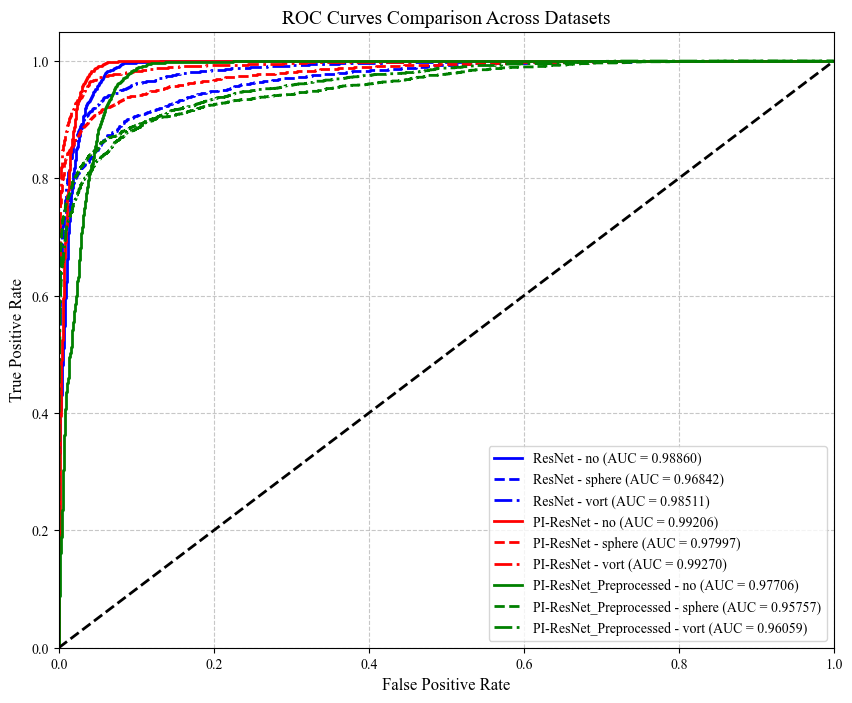 ROC Curves Comparison Across Datasets
True Positive Rate
1.0
0.8
0.6
0.4
0.2
0.0
ResNet - no (AUC = 0.98860)
ResNet - sphere (AUC = 0.96842)
ResNet - vort (AUC = 0.98511)
PI-ResNet - no (AUC = 0.99206)
PI-ResNet - sphere (AUC = 0.97997)
PI-ResNet - vort (AUC = 0.99270)
PI-ResNet_Preprocessed - no (AUC = 0.97706)
PI-ResNet_Preprocessed - sphere (AUC = 0.95757)
PI-ResNet_Preprocessed - vort (AUC = 0.96059)
0.0 0.2 0.4 0.6 0.8 1.0
False Positive Rate